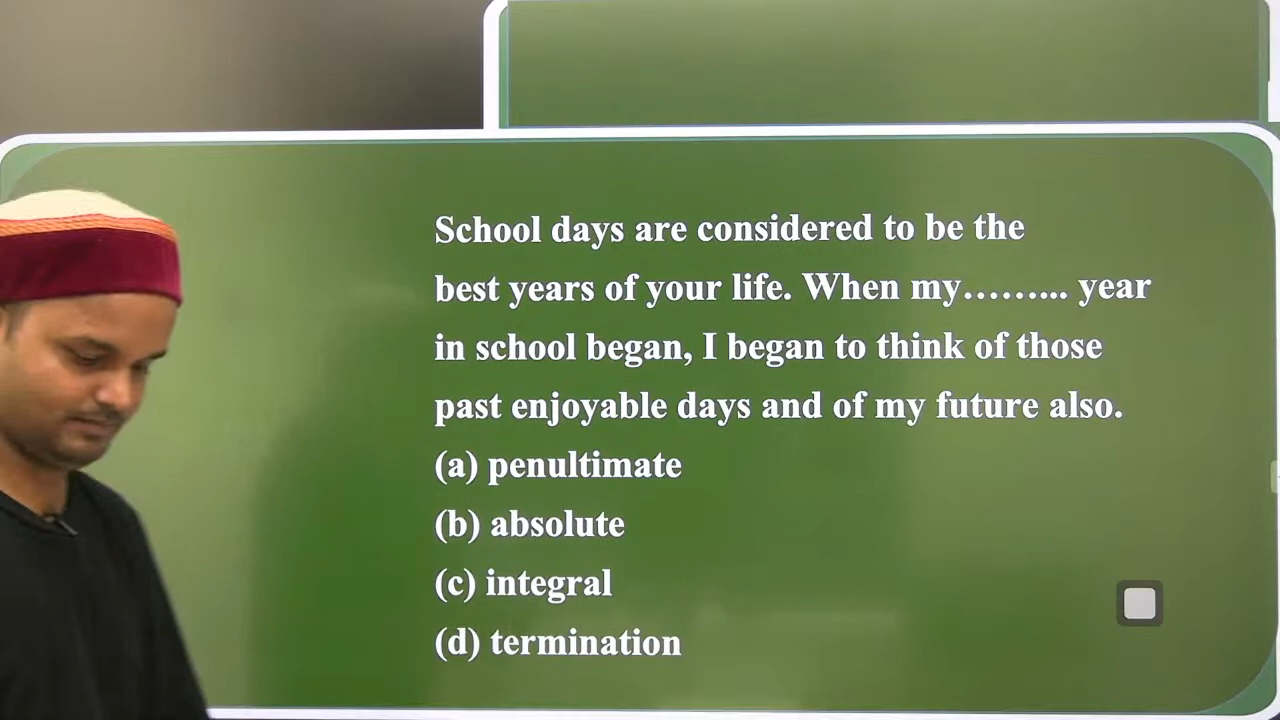 School days are considered to be the
best years of your life. When my……... year
in school began, I began to think of those
past enjoyable days and of my future also.
(a) penultimate
(b) absolute
(c) integral
(d) termination